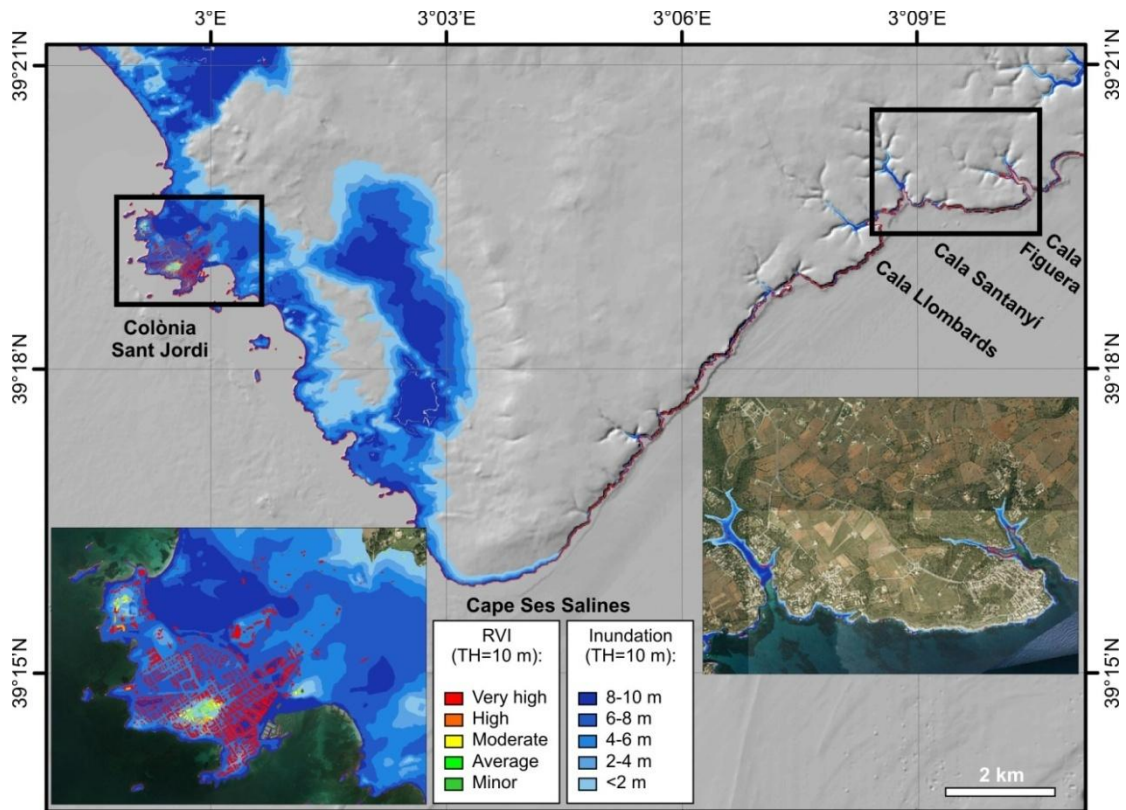 3°E
3°03'E
3°06'E
3°09'E
39°21'N
39°21'N
39°18'N
39°18'N
39°15'N
39°15'N
Colònia
Sant Jordi
Cala
Figuera
Cala Santanyí
Cala Llombards
Cape Ses Salines
RVI
(TH=10 m):
Very high
High
Moderate
Average
Minor
Inundation
(TH=10 m):
8-10 m
6-8 m
4-6 m
2-4 m
<2 m
2 km